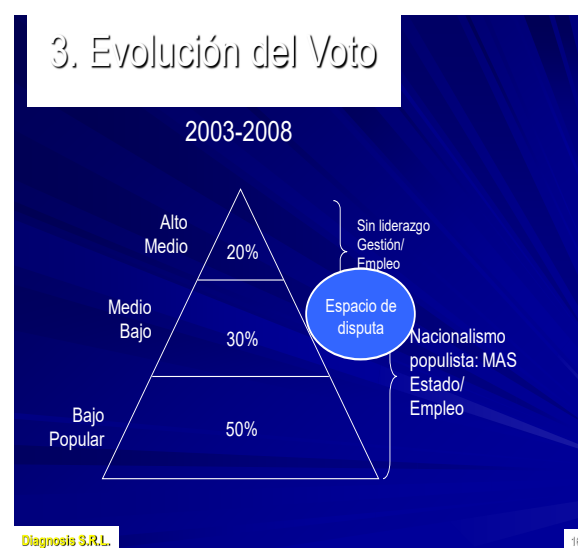 3. Evolución del Voto
2003-2008
Alto
Medio
20%
Sin liderazgo
Gestión/
Empleo
Medio
Bajo
30%
Espacio de
disputa
Nacionalismo
populista: MAS
Estado/
Empleo
Bajo
Popular
50%
Diagnosis S.R.L.